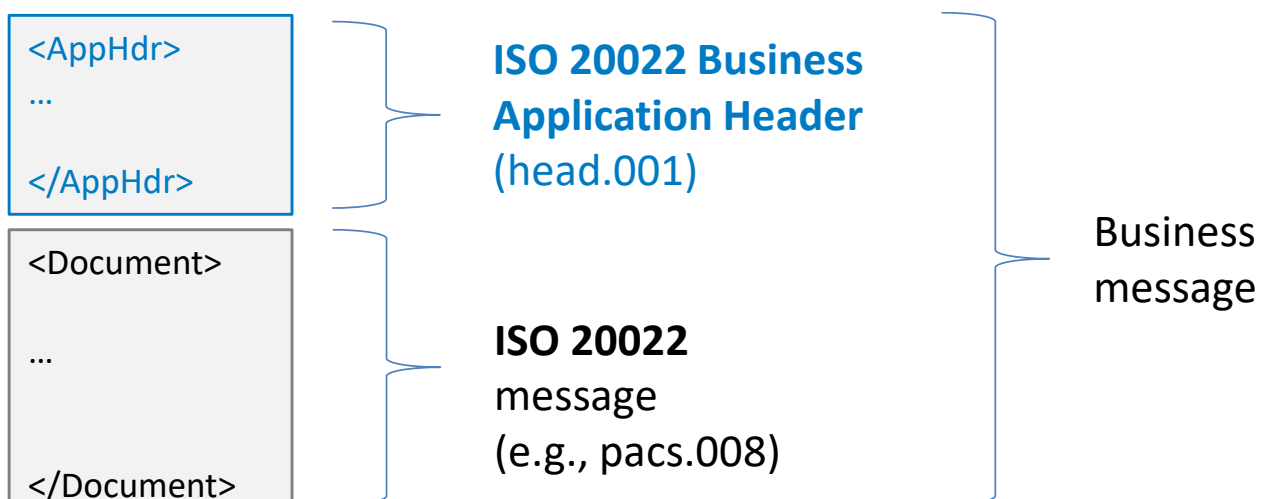 <AppHdr>
…
</AppHdr>
ISO 20022 Business
Application Header
(head.001)
<Document>
…
</Document>
ISO 20022
message
(e.g., pacs.008)
Business
message